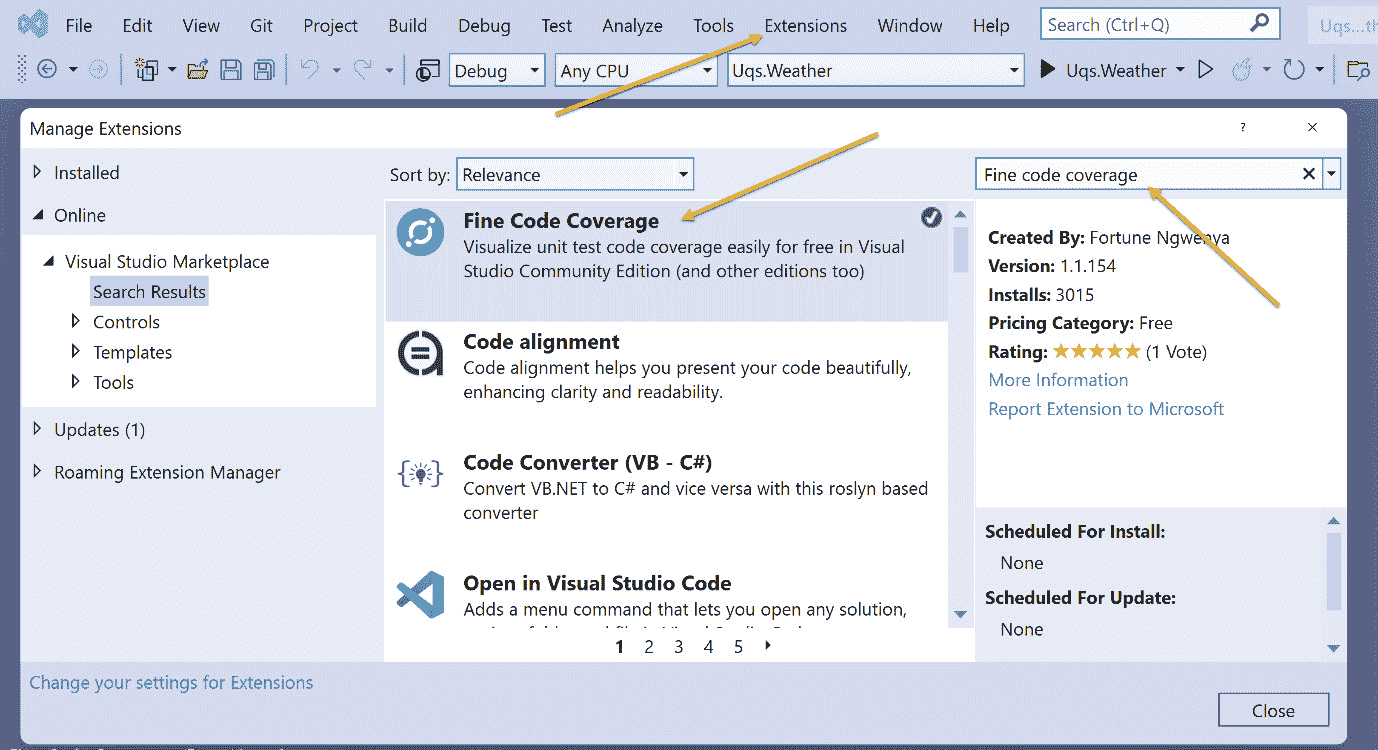 File Edit View Git Project Build Debug Test Analyze Tools Extensions Window Help Search (Ctrl+Q) Uqs...th
Debug Any CPU Uqs.Weather Uqs.Weather
Manage Extensions ?
Installed
Online
Visual Studio Marketplace
Search Results
Controls
Templates
Tools
Updates (1)
Roaming Extension Manager
Sort by: Relevance
Fine code coverage
Fine Code Coverage
Visualize unit test code coverage easily for free in Visual
Studio Community Edition (and other editions too)
Code alignment
Code alignment helps you present your code beautifully,
enhancing clarity and readability.
Code Converter (VB - C#)
Convert VB.NET to C# and vice versa with this roslyn based
converter
Open in Visual Studio Code
Adds a menu command that lets you open any solution,
1 2 3 4 5
Created By: Fortune Ngwenya
Version: 1.1.154
Installs: 3015
Pricing Category: Free
Rating: (1 Vote)
More Information
Report Extension to Microsoft
Scheduled For Install:
None
Scheduled For Update:
None
Change your settings for Extensions
Close